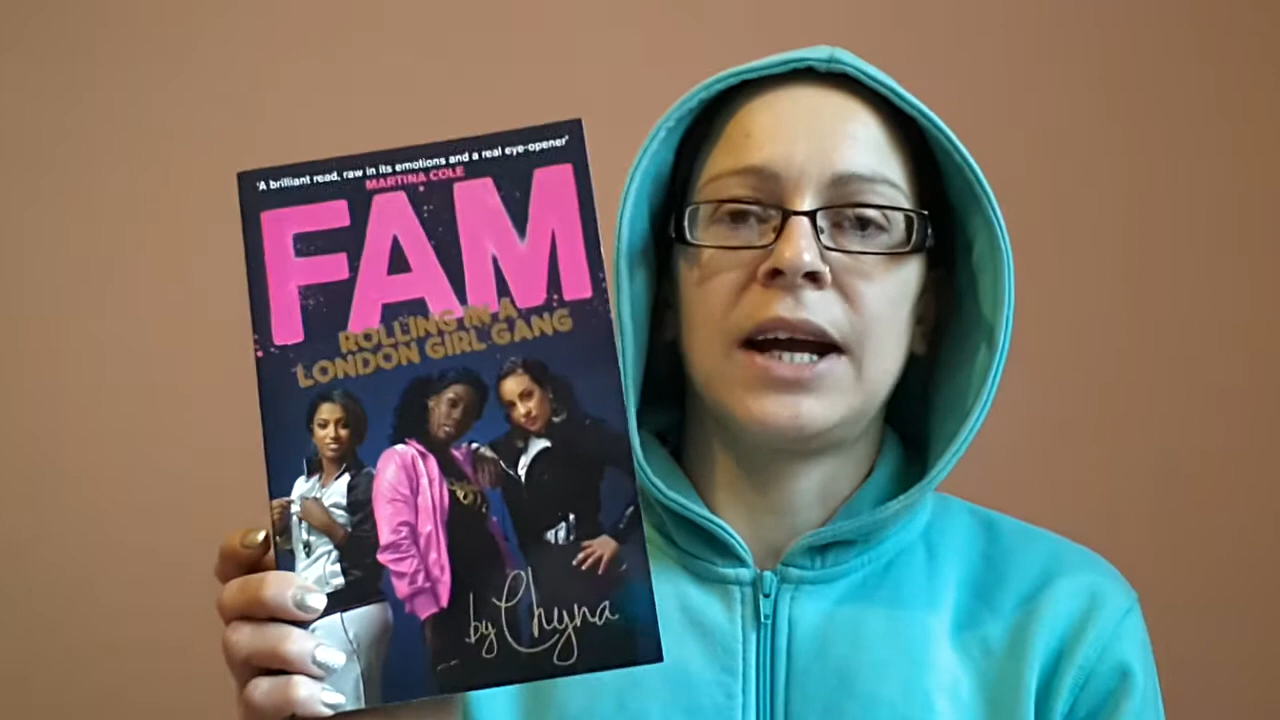 'A brilliant read, raw in its emotions and a real eye-opener'
MARTINA COLE
FAM
ROLLING IN A
LONDON GIRL GANG
by Chyna